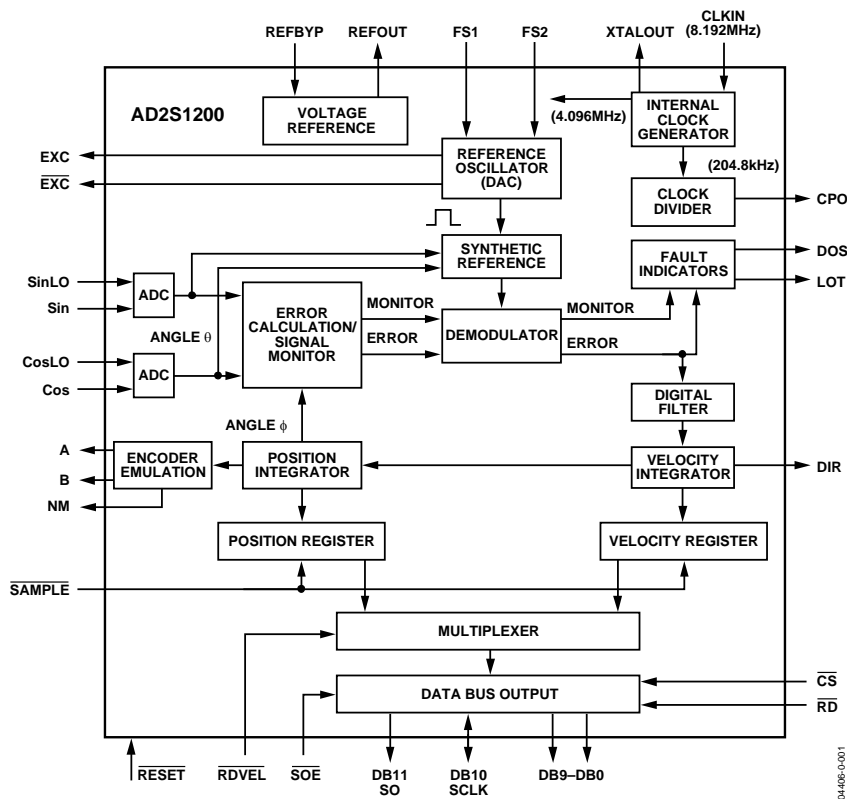 CLKIN
REFBYP REFOUT FS1 FS2 XTALOUT (8.192MHz)
AD2S1200
VOLTAGE
REFERENCE
(4.096MHz)
INTERNAL
CLOCK
GENERATOR
EXC
EXC
REFERENCE
OSCILLATOR
(DAC)
(204.8kHz)
CLOCK
DIVIDER
CPO
SYNTHETIC
REFERENCE
FAULT
INDICATORS
DOS
LOT
SinLO
Sin
ADC
ERROR
CALCULATION/
SIGNAL
MONITOR
MONITOR
ERROR
DEMODULATOR
MONITOR
ERROR
ANGLE θ
CosLO
Cos
ADC
DIGITAL
FILTER
ANGLE ϕ
A
B
NM
ENCODER
EMULATION
POSITION
INTEGRATOR
VELOCITY
INTEGRATOR
DIR
POSITION REGISTER
VELOCITY REGISTER
SAMPLE
MULTIPLEXER
DATA BUS OUTPUT
CS
RD
RESET RDVEL SOE DB11 DB10 DB9–DB0
SO SCLK
04406-0-001